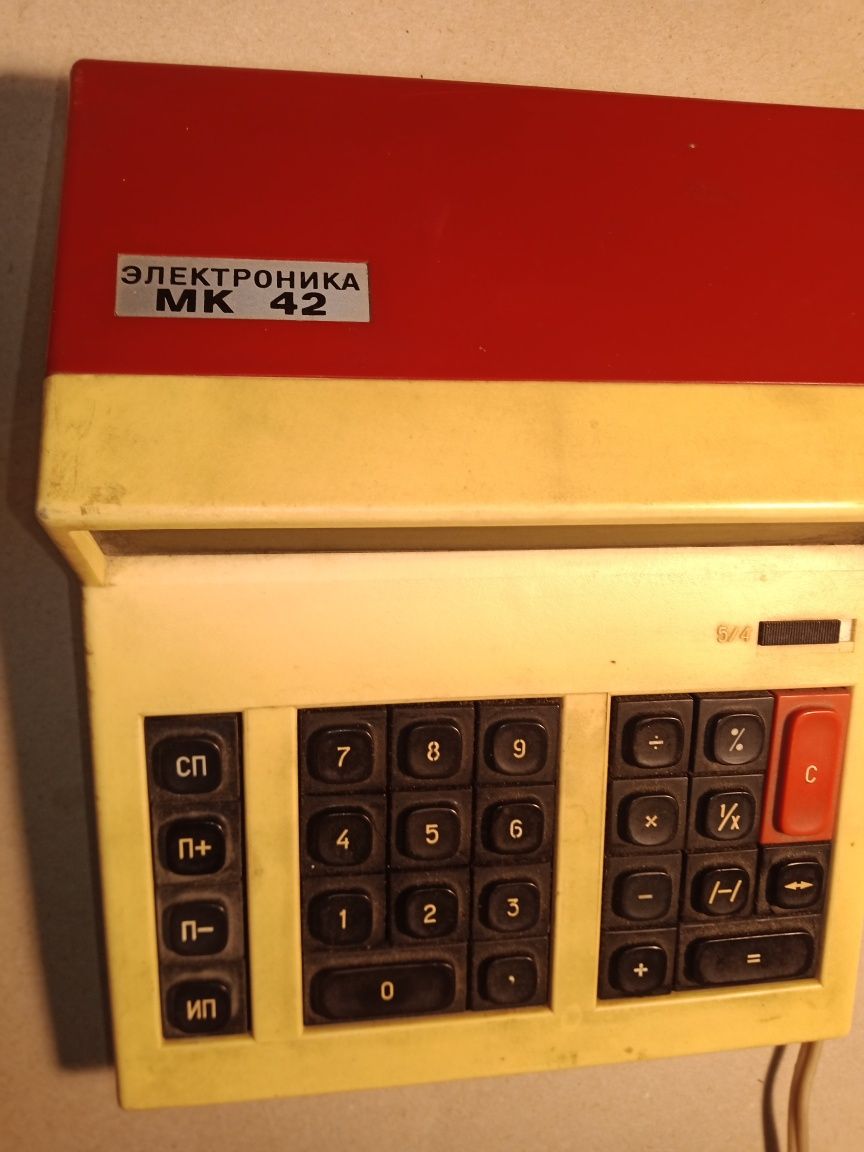 ЭЛЕКТРОНИКА
МК 42
5/4
СП 7 8 9 ÷ % C
П+ 4 5 6 × 1/X
П− 1 2 3 − /−/ ◄►
ИП 0 , + =